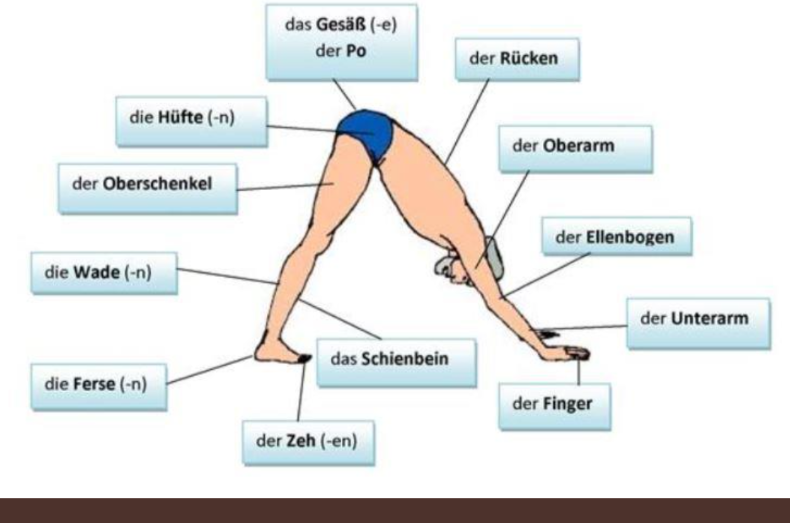 das Gesäß (-e)
der Po
der Rücken
die Hüfte (-n)
der Oberarm
der Oberschenkel
der Ellenbogen
die Wade (-n)
der Unterarm
das Schienbein
die Ferse (-n)
der Finger
der Zeh (-en)